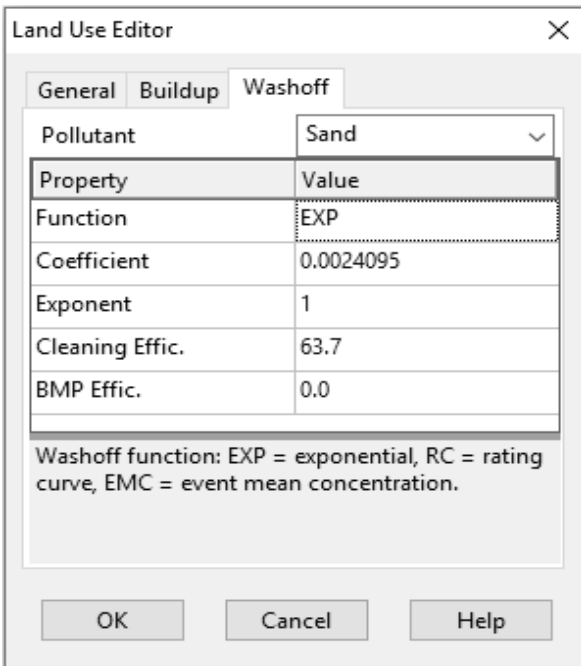 Land Use Editor
General Buildup Washoff
Pollutant Sand
Property Value
Function EXP
Coefficient 0.0024095
Exponent 1
Cleaning Effic. 63.7
BMP Effic. 0.0
Washoff function: EXP = exponential, RC = rating
curve, EMC = event mean concentration.
OK Cancel Help